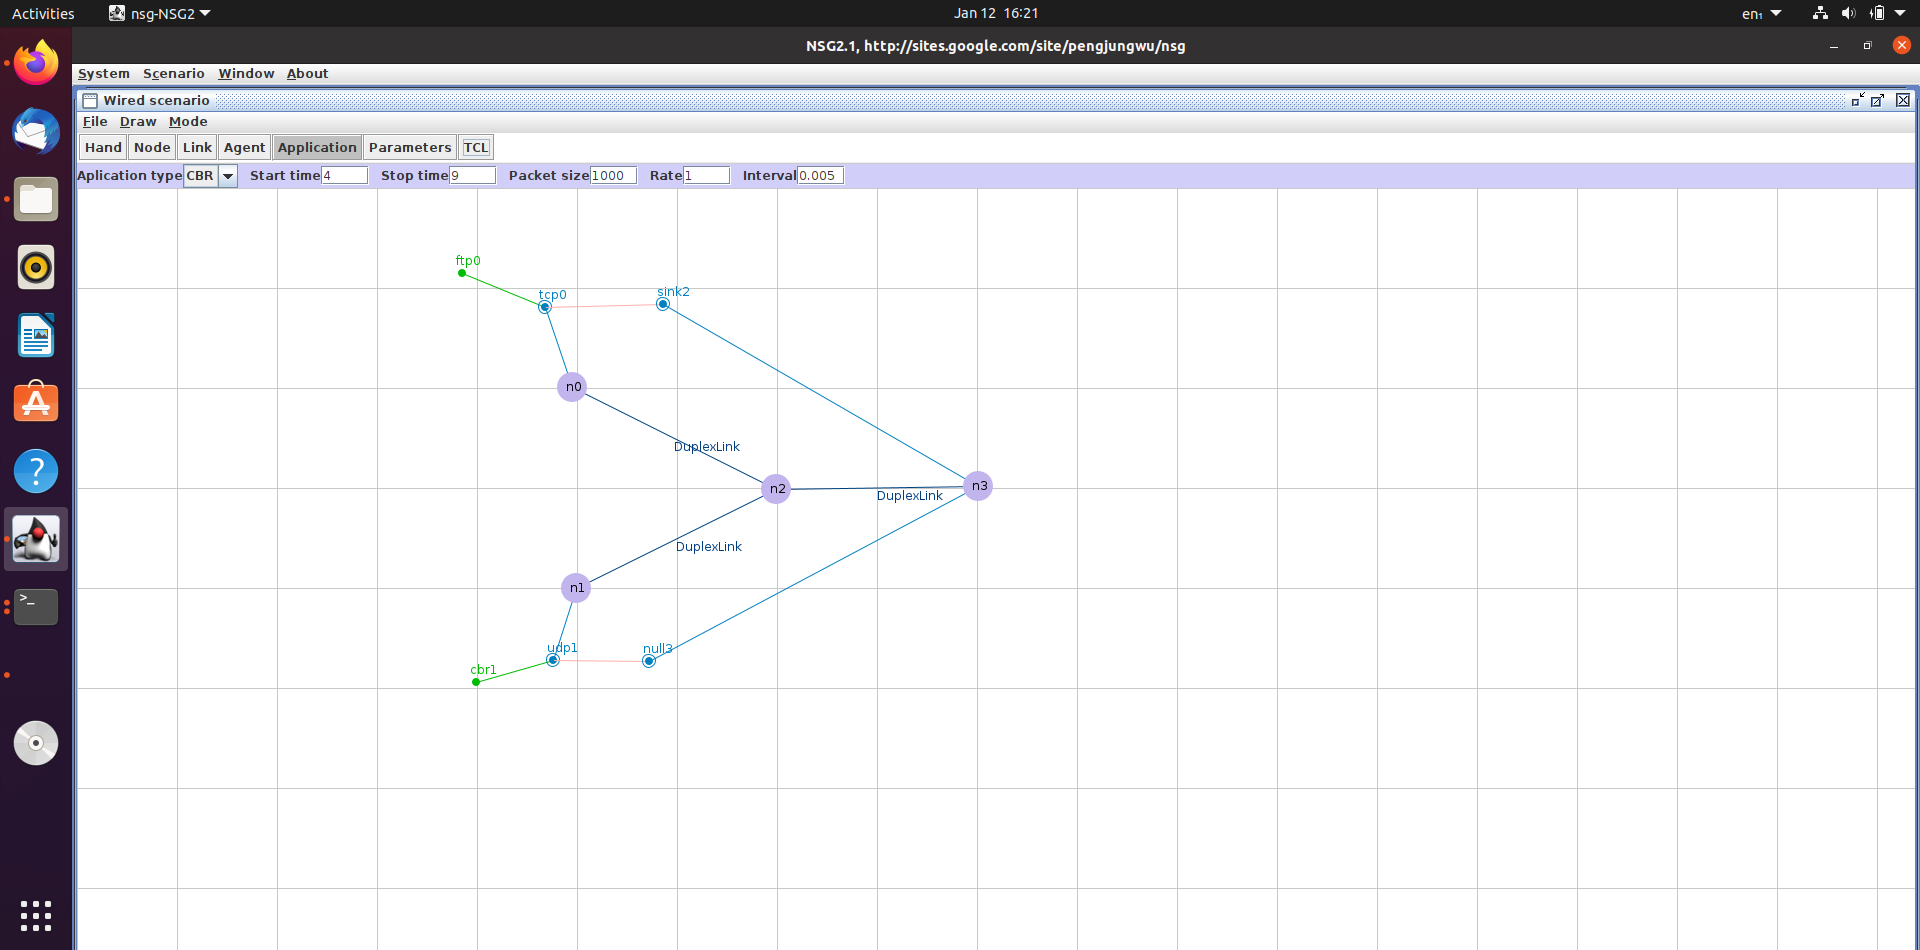 Activities nsg-NSG2 Jan 12 16:21 en₁
NSG2.1, http://sites.google.com/site/pengjungwu/nsg
System Scenario Window About
Wired scenario
File Draw Mode
Hand Node Link Agent Application Parameters TCL
Aplication type CBR Start time 4 Stop time 9 Packet size 1000 Rate 1 Interval 0.005
ftp0
tcp0 sink2
n0
DuplexLink
n2 n3
DuplexLink
DuplexLink
n1
udp1 null3
cbr1